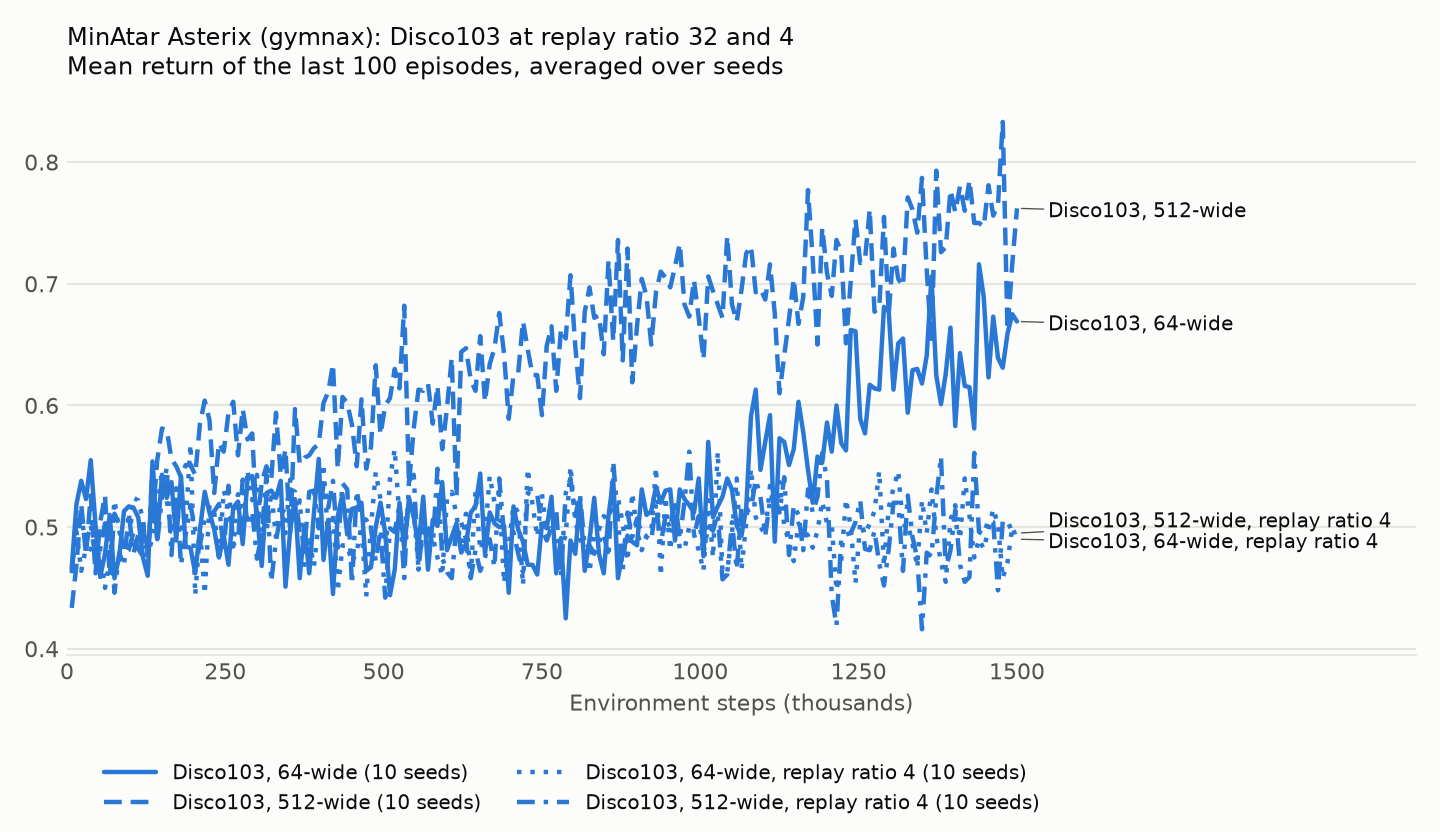 MinAtar Asterix (gymnax): Disco103 at replay ratio 32 and 4
Mean return of the last 100 episodes, averaged over seeds
0.8
0.7
0.6
0.5
0.4
Disco103, 512-wide
Disco103, 64-wide
Disco103, 512-wide, replay ratio 4
Disco103, 64-wide, replay ratio 4
0 250 500 750 1000 1250 1500
Environment steps (thousands)
Disco103, 64-wide (10 seeds)
Disco103, 512-wide (10 seeds)
Disco103, 64-wide, replay ratio 4 (10 seeds)
Disco103, 512-wide, replay ratio 4 (10 seeds)